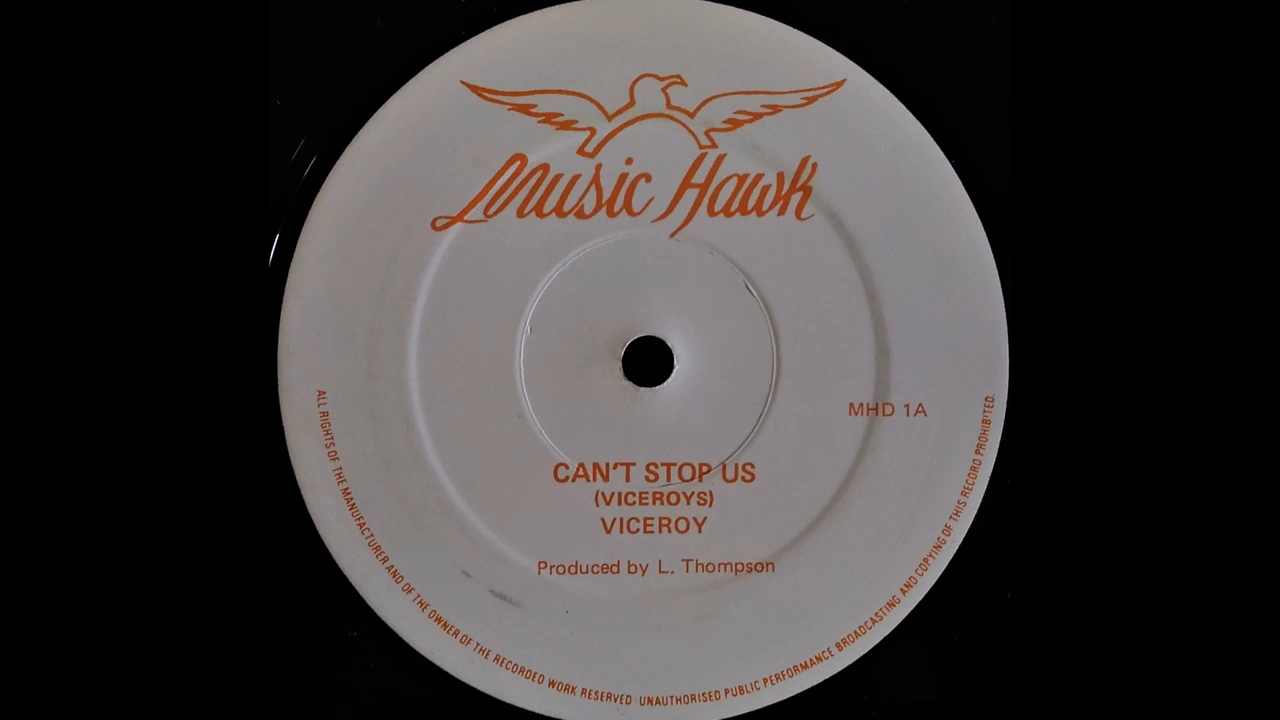 Music Hawk
MHD 1A
CAN'T STOP US
(VICEROYS)
VICEROY
Produced by L. Thompson
ALL RIGHTS OF THE MANUFACTURER AND OF THE OWNER OF THE RECORDED WORK RESERVED · UNAUTHORISED PUBLIC PERFORMANCE BROADCASTING AND COPYING OF THIS RECORD PROHIBITED.